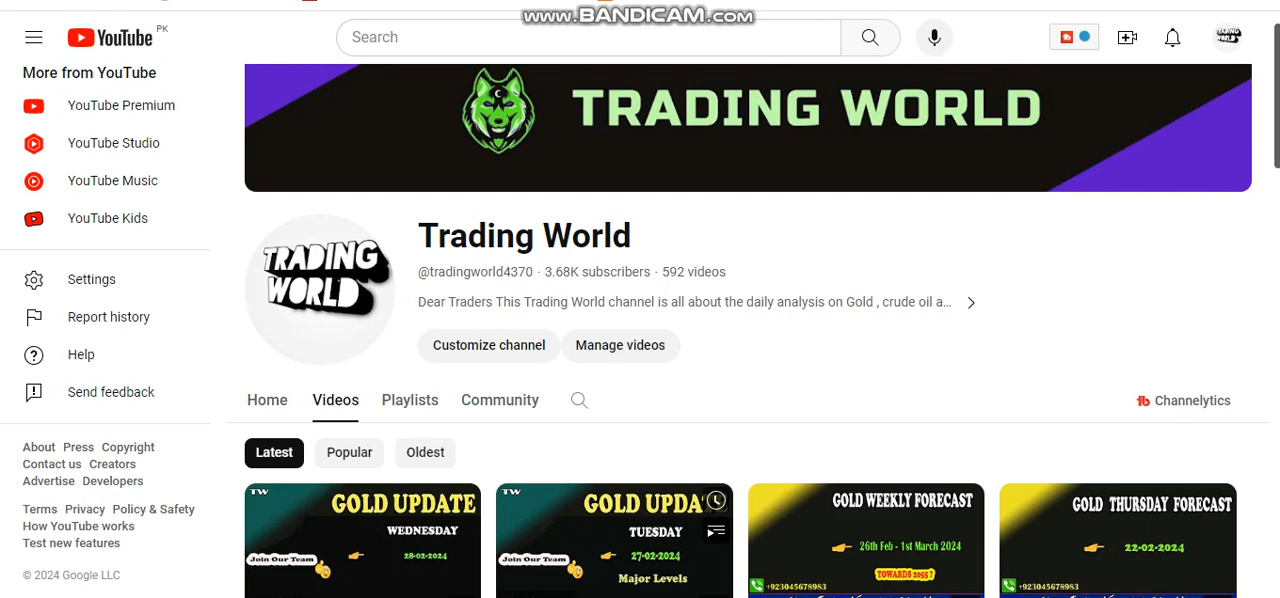 www.BANDICAM.com
YouTube PK
Search
TRADING WORLD
More from YouTube
YouTube Premium
YouTube Studio
YouTube Music
YouTube Kids
Settings
Report history
Help
Send feedback
About Press Copyright
Contact us Creators
Advertise Developers
Terms Privacy Policy & Safety
How YouTube works
Test new features
© 2024 Google LLC
TRADING
WORLD
Trading World
@tradingworld4370 · 3.68K subscribers · 592 videos
Dear Traders This Trading World channel is all about the daily analysis on Gold , crude oil a...
Customize channel
Manage videos
Home Videos Playlists Community
Channelytics
Latest Popular Oldest
TW
GOLD UPDATE
WEDNESDAY
28-02-2024
Join Our Team
TW
GOLD UPDA
TUESDAY
27-02-2024
Join Our Team
Major Levels
GOLD WEEKLY FORECAST
26th Feb - 1st March 2024
TOWARDS 2055 ?
+923045678983
GOLD THURSDAY FORECAST
22-02-2024
+923045678983